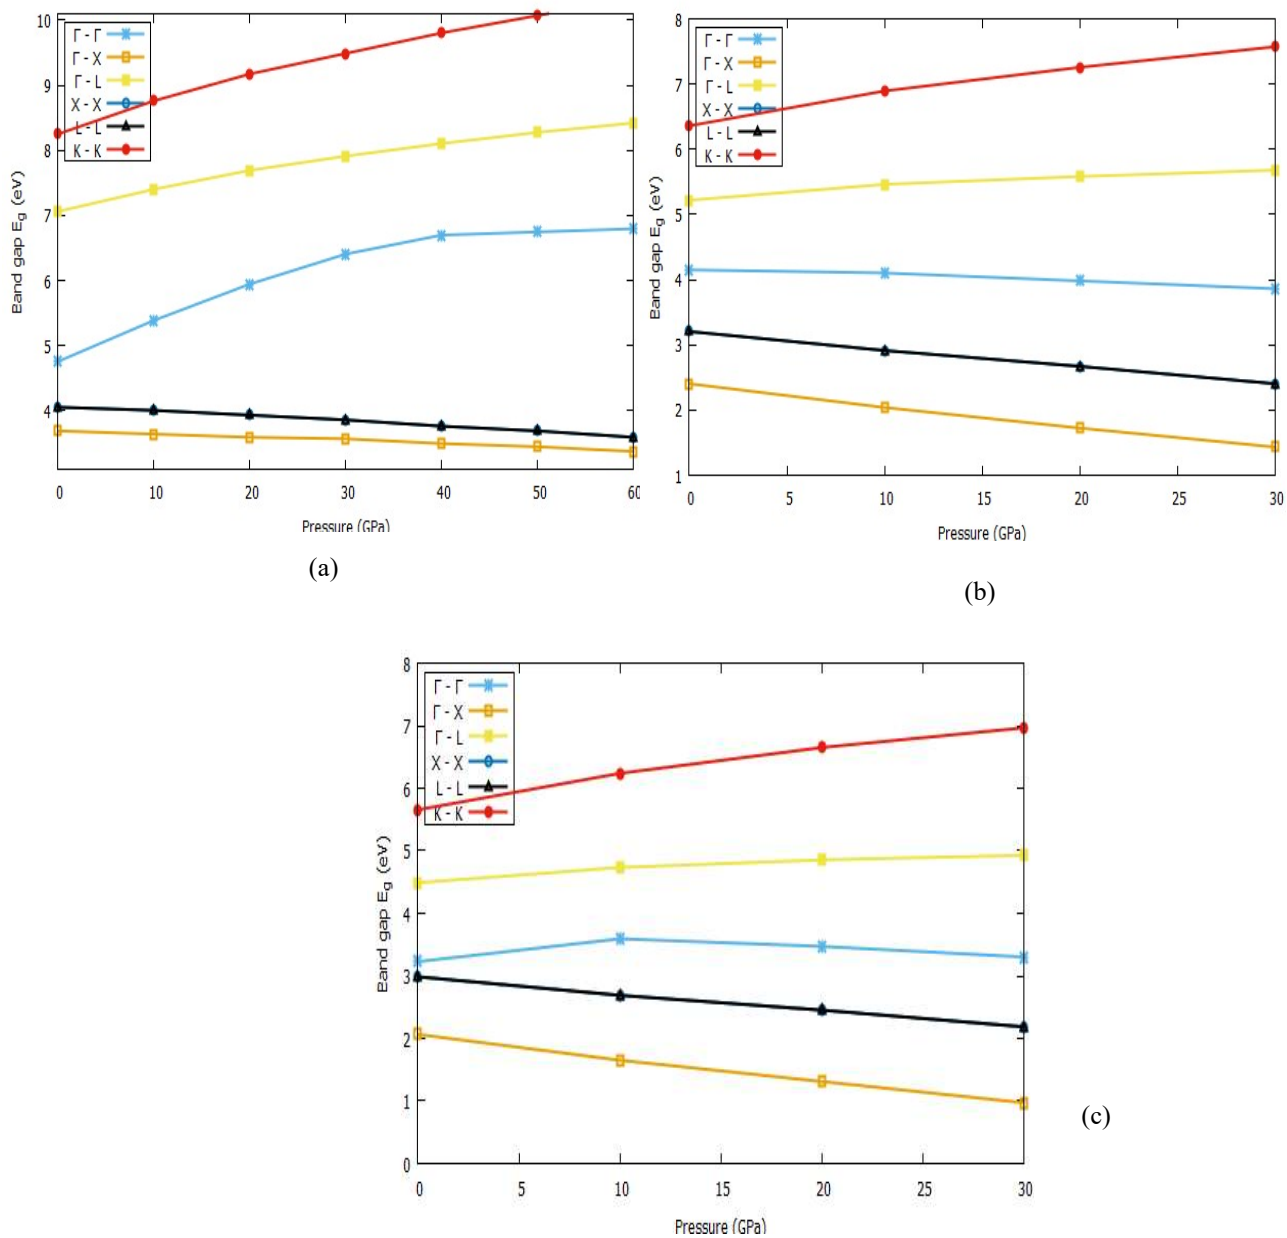 10
9
8
7
6
5
4
Band gap E_g (eV)
Γ - Γ
Γ - X
Γ - L
X - X
L - L
K - K
0 10 20 30 40 50 60
Pressure (GPa)
(a)
8
7
6
5
4
3
2
1
Band gap E_g (eV)
Γ - Γ
Γ - X
Γ - L
X - X
L - L
K - K
0 5 10 15 20 25 30
Pressure (GPa)
(b)
8
7
6
5
4
3
2
1
0
Band gap E_g (eV)
Γ - Γ
Γ - X
Γ - L
X - X
L - L
K - K
0 5 10 15 20 25 30
Pressure (GPa)
(c)